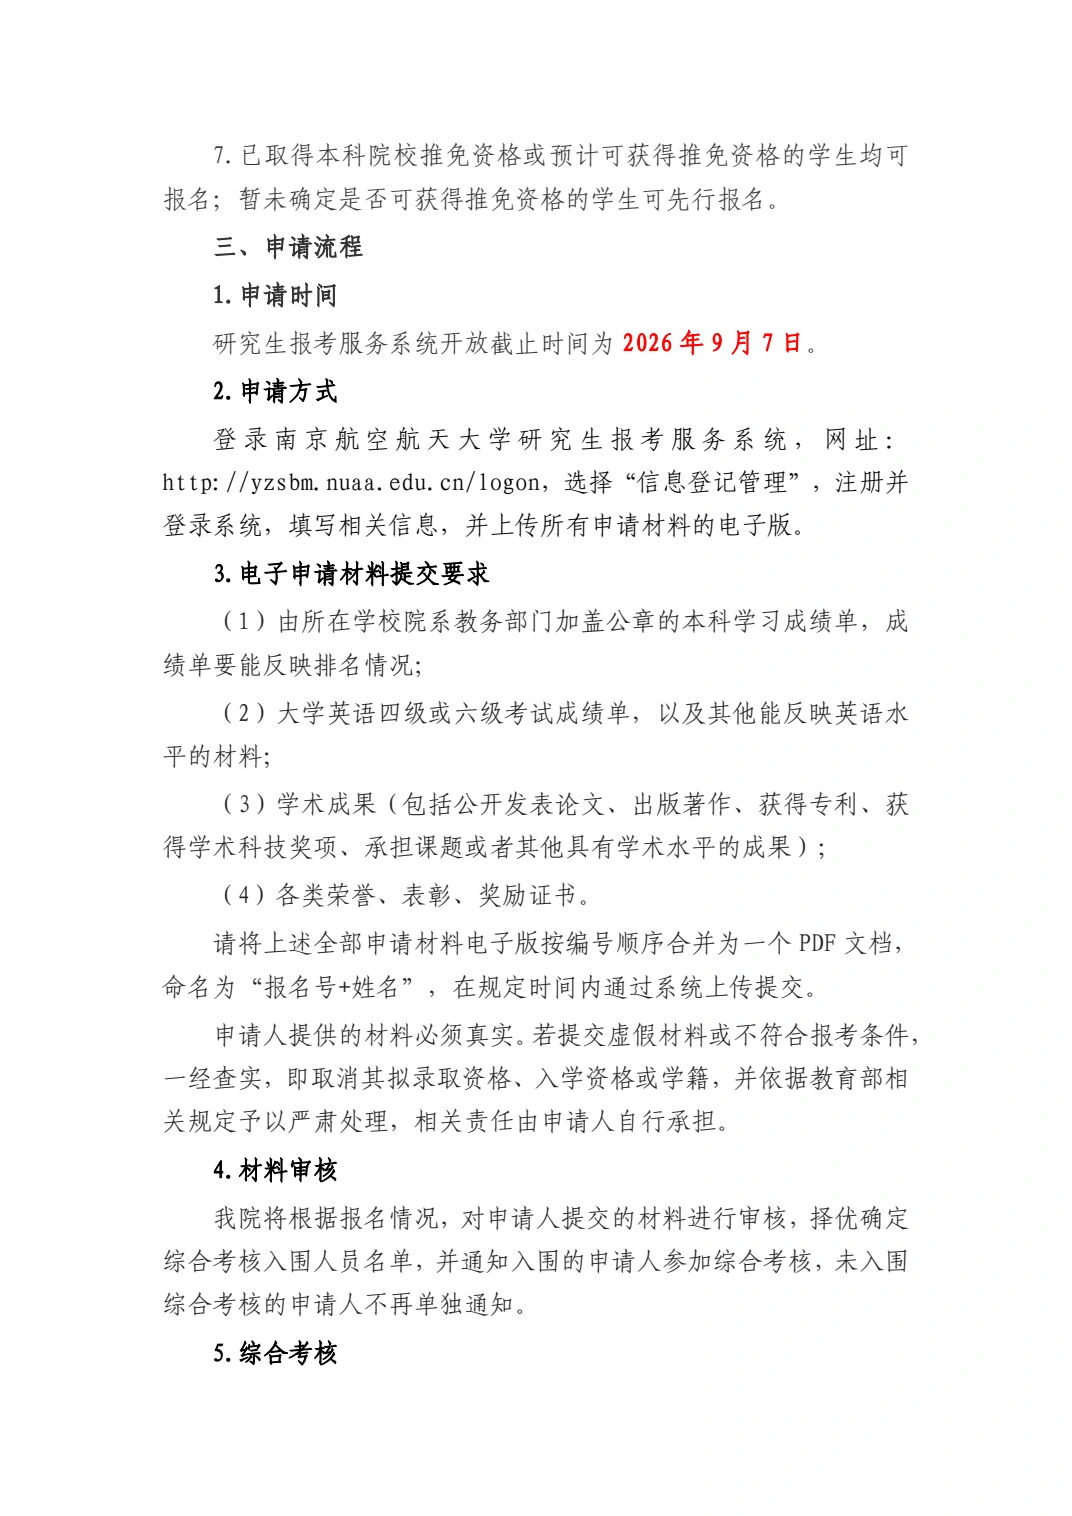 7.已取得本科院校推免资格或预计可获得推免资格的学生均可
报名；暂未确定是否可获得推免资格的学生可先行报名。
三、申请流程
1.申请时间
研究生报考服务系统开放截止时间为 2026 年 9 月 7 日。
2.申请方式
登录南京航空航天大学研究生报考服务系统，网址：
http://yzsbm.nuaa.edu.cn/logon，选择“信息登记管理”，注册并
登录系统，填写相关信息，并上传所有申请材料的电子版。
3.电子申请材料提交要求
（1）由所在学校院系教务部门加盖公章的本科学习成绩单，成
绩单要能反映排名情况；
（2）大学英语四级或六级考试成绩单，以及其他能反映英语水
平的材料；
（3）学术成果（包括公开发表论文、出版著作、获得专利、获
得学术科技奖项、承担课题或者其他具有学术水平的成果）；
（4）各类荣誉、表彰、奖励证书。
请将上述全部申请材料电子版按编号顺序合并为一个 PDF 文档，
命名为“报名号+姓名”，在规定时间内通过系统上传提交。
申请人提供的材料必须真实。若提交虚假材料或不符合报考条件，
一经查实，即取消其拟录取资格、入学资格或学籍，并依据教育部相
关规定予以严肃处理，相关责任由申请人自行承担。
4.材料审核
我院将根据报名情况，对申请人提交的材料进行审核，择优确定
综合考核入围人员名单，并通知入围的申请人参加综合考核，未入围
综合考核的申请人不再单独通知。
5.综合考核